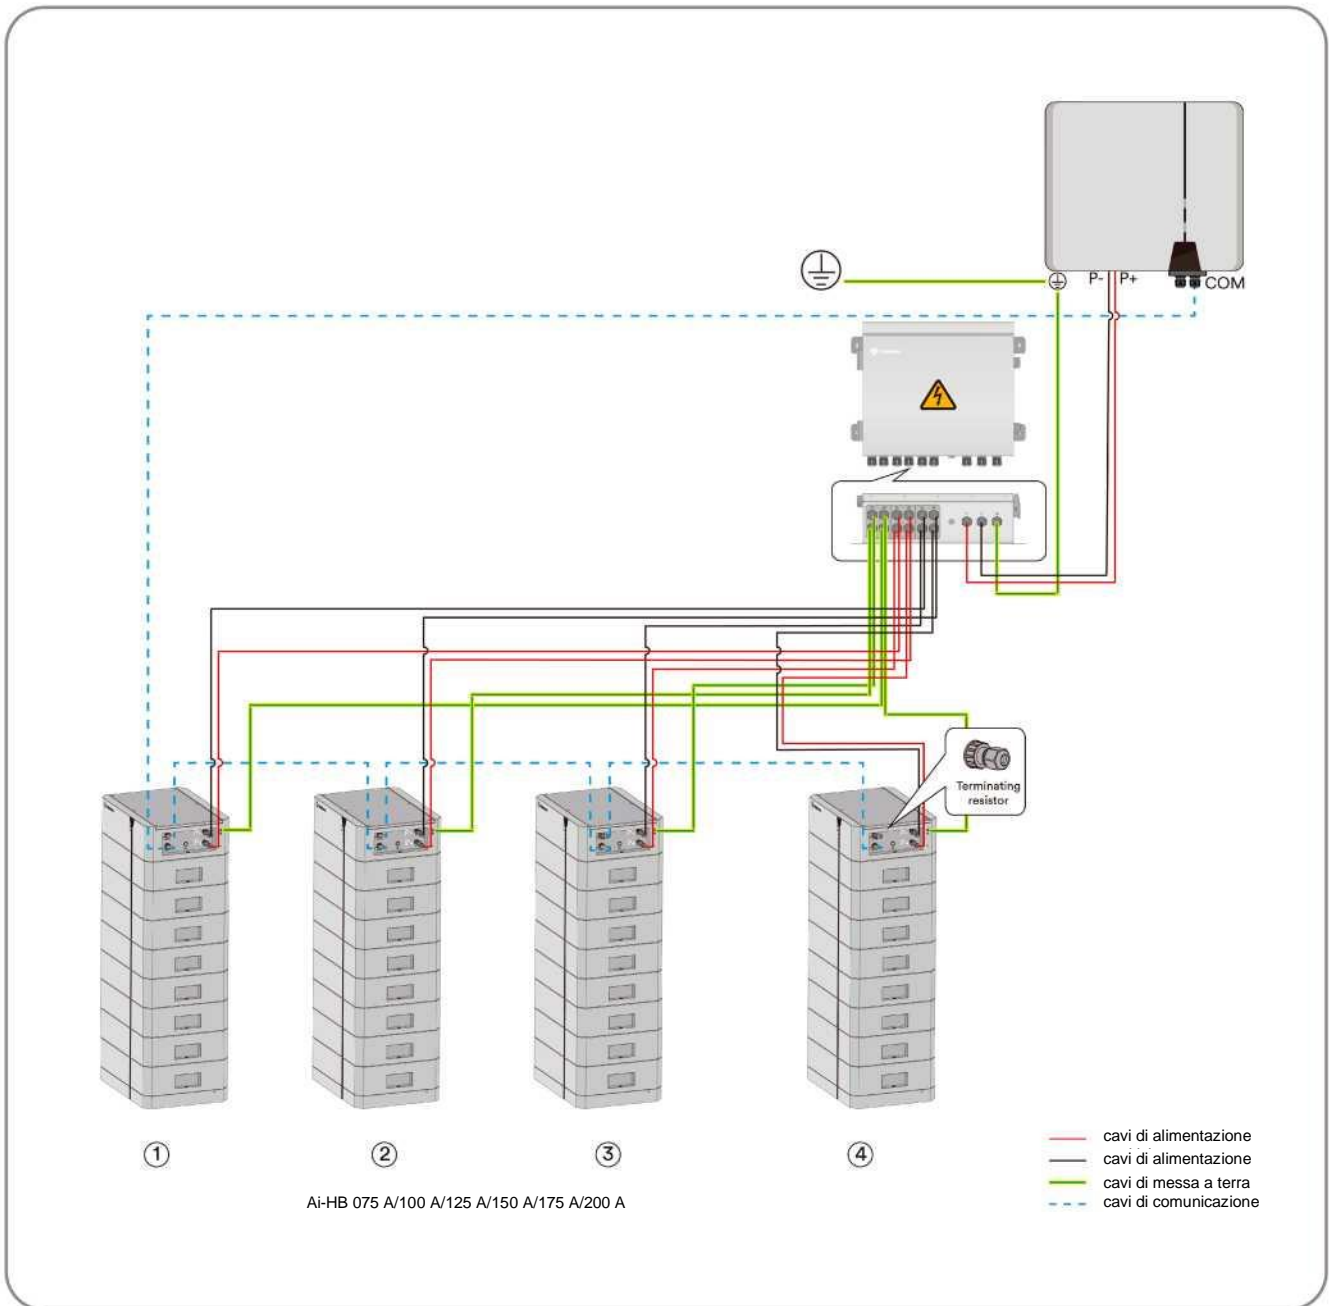 P- P+
COM
Terminating
resistor
① ② ③ ④
cavi di alimentazione
cavi di alimentazione
cavi di messa a terra
cavi di comunicazione
Ai-HB 075 A/100 A/125 A/150 A/175 A/200 A